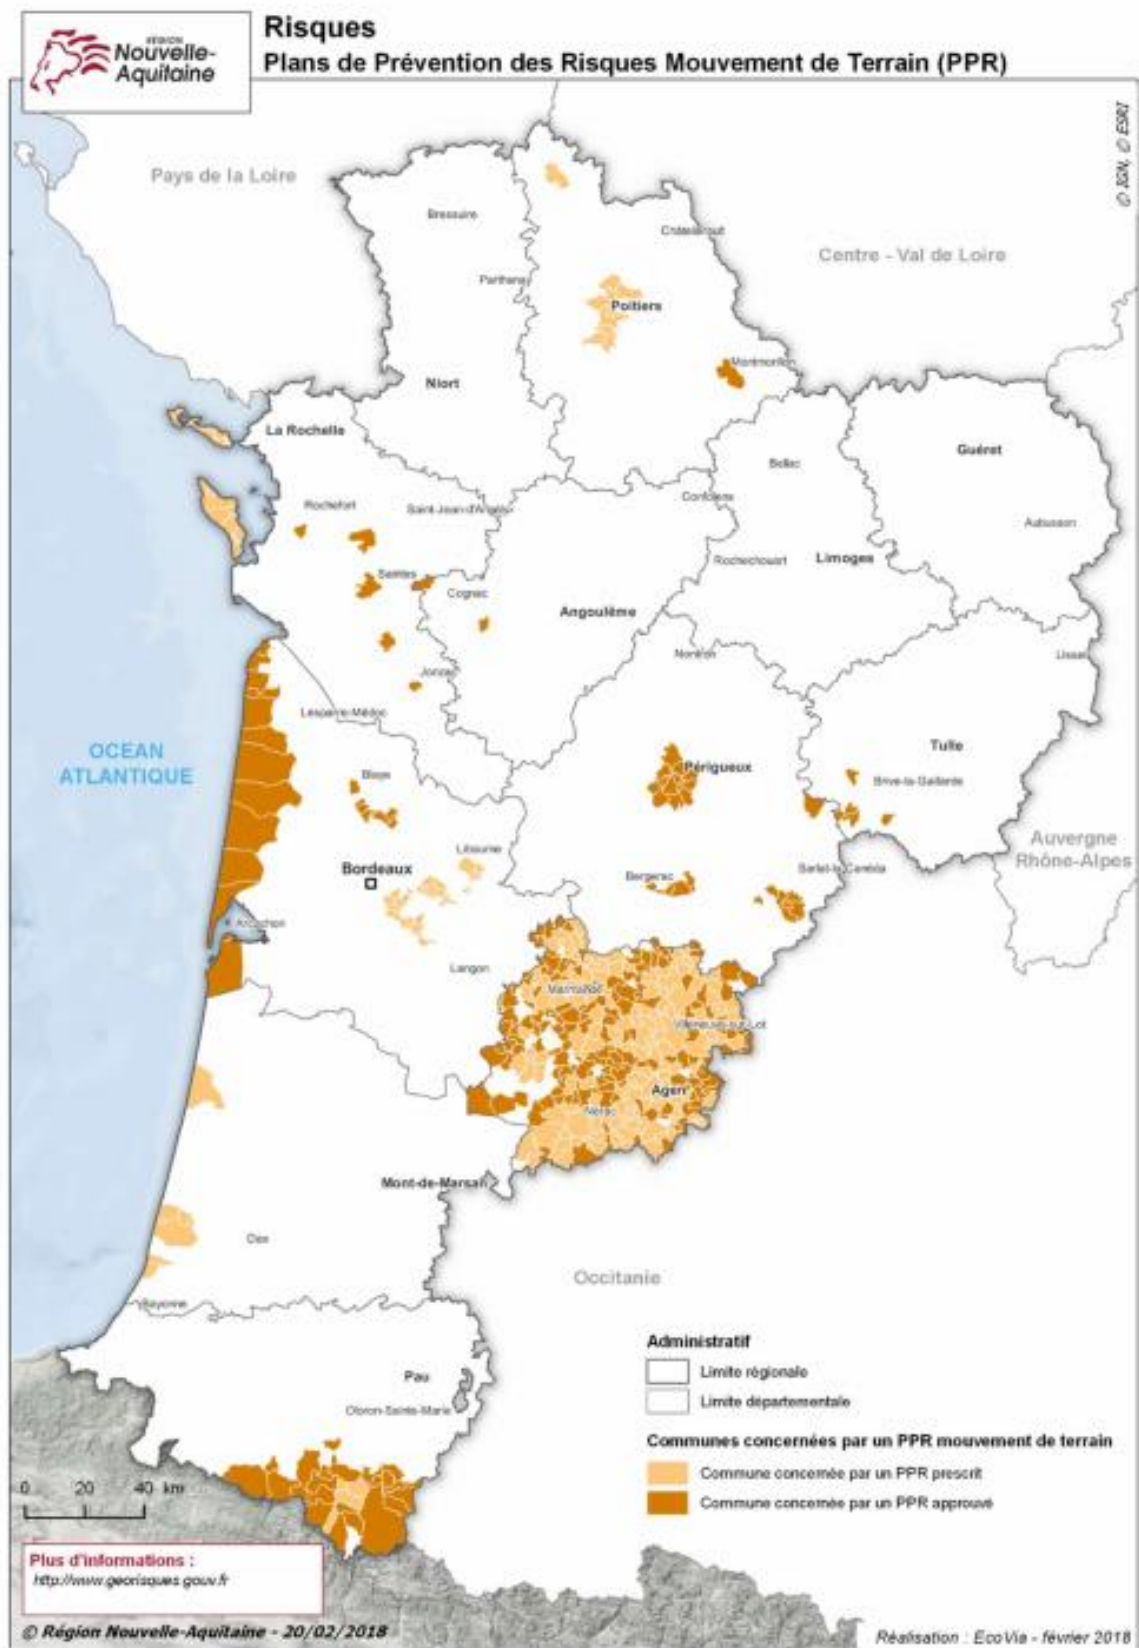 RÉGION
Nouvelle-
Aquitaine
Risques
Plans de Prévention des Risques Mouvement de Terrain (PPR)
© IGN, © ESRI
Pays de la Loire
Bressuire
Châtellerault
Centre - Val de Loire
Parthenay
Poitiers
Montmorillon
Niort
La Rochelle
Guéret
Bellac
Confolens
Rochefort
Saint-Jean-d'Angély
Aubusson
Limoges
Rochechouart
Saintes
Cognac
Angoulême
Nontron
Ussel
Jonzac
Lesparre-Médoc
OCEAN
ATLANTIQUE
Tulle
Périgueux
Blaye
Brive-la-Gaillarde
Auvergne
Rhône-Alpes
Libourne
Bordeaux
Bergerac
Sarlat-la-Canéda
Arcachon
Langon
Marmande
Villeneuve-sur-Lot
Agen
Nérac
Mont-de-Marsan
Dax
Occitanie
Bayonne
Pau
Oloron-Sainte-Marie
Administratif
Limite régionale
Limite départementale
Communes concernées par un PPR mouvement de terrain
Commune concernée par un PPR prescrit
Commune concernée par un PPR approuvé
0 20 40 km
Plus d'informations :
http://www.georisques.gouv.fr
© Région Nouvelle-Aquitaine - 20/02/2018
Réalisation : EcoVia - février 2018